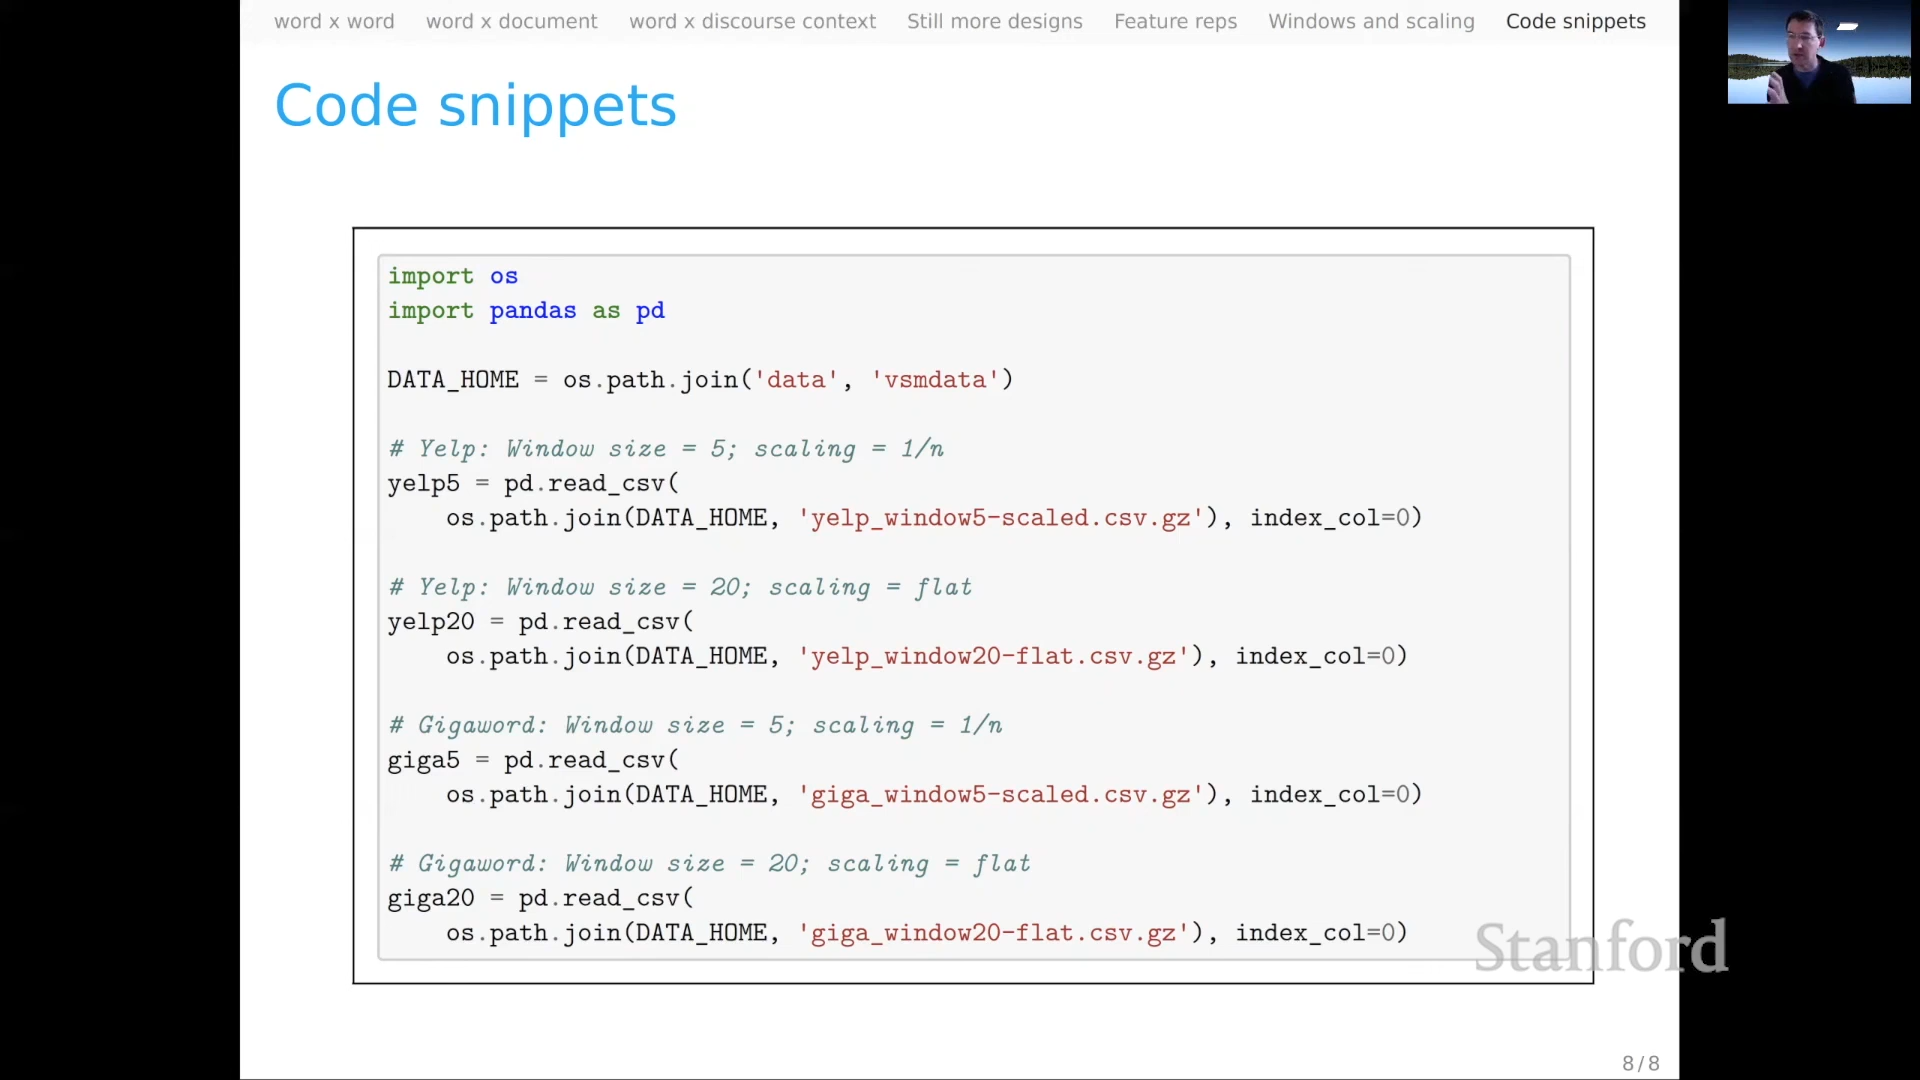 word x word word x document word x discourse context Still more designs Feature reps Windows and scaling Code snippets
Code snippets
import os
import pandas as pd
DATA_HOME = os.path.join('data', 'vsmdata')
# Yelp: Window size = 5; scaling = 1/n
yelp5 = pd.read_csv(
    os.path.join(DATA_HOME, 'yelp_window5-scaled.csv.gz'), index_col=0)
# Yelp: Window size = 20; scaling = flat
yelp20 = pd.read_csv(
    os.path.join(DATA_HOME, 'yelp_window20-flat.csv.gz'), index_col=0)
# Gigaword: Window size = 5; scaling = 1/n
giga5 = pd.read_csv(
    os.path.join(DATA_HOME, 'giga_window5-scaled.csv.gz'), index_col=0)
# Gigaword: Window size = 20; scaling = flat
giga20 = pd.read_csv(
    os.path.join(DATA_HOME, 'giga_window20-flat.csv.gz'), index_col=0)
Stanford
8/8